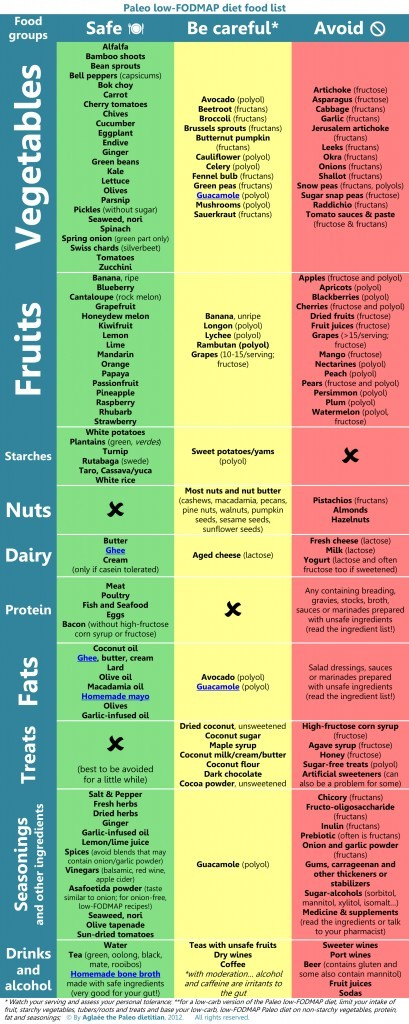 Paleo low-FODMAP diet food list
Food groups
Safe
Be careful*
Avoid
Vegetables
Alfalfa
Bamboo shoots
Bean sprouts
Bell peppers (capsicums)
Bok choy
Carrot
Cherry tomatoes
Chives
Cucumber
Eggplant
Endive
Ginger
Green beans
Kale
Lettuce
Olives
Parsnip
Pickles (without sugar)
Seaweed, nori
Spinach
Spring onion (green part only)
Swiss chards (silverbeet)
Tomatoes
Zucchini
Avocado (polyol)
Beetroot (fructans)
Broccoli (fructans)
Brussels sprouts (fructans)
Butternut pumpkin
(fructans)
Cauliflower (polyol)
Celery (polyol)
Fennel bulb (fructans)
Green peas (fructans)
Guacamole (polyol)
Mushrooms (polyol)
Sauerkraut (fructans)
Artichoke (fructose)
Asparagus (fructose)
Cabbage (fructans)
Garlic (fructans)
Jerusalem artichoke
(fructans)
Leeks (fructans)
Okra (fructans)
Onions (fructans)
Shallot (fructans)
Snow peas (fructans, polyols)
Sugar snap peas (fructose)
Raddichio (fructans)
Tomato sauces & paste
(fructose & fructans)
Fruits
Banana, ripe
Blueberry
Cantaloupe (rock melon)
Grapefruit
Honeydew melon
Kiwifruit
Lemon
Lime
Mandarin
Orange
Papaya
Passionfruit
Pineapple
Raspberry
Rhubarb
Strawberry
Banana, unripe
Longon (polyol)
Lychee (polyol)
Rambutan (polyol)
Grapes (10-15/serving;
fructose)
Apples (fructose and polyol)
Apricots (polyol)
Blackberries (polyol)
Cherries (fructose and polyol)
Dried fruits (fructose)
Fruit juices (fructose)
Grapes (>15/serving;
fructose)
Mango (fructose)
Nectarines (polyol)
Peach (polyol)
Pears (fructose and polyol)
Persimmon (polyol)
Plum (polyol)
Watermelon (polyol,
fructose)
Starches
White potatoes
Plantains (green, verdes)
Turnip
Rutabaga (swede)
Taro, Cassava/yuca
White rice
Sweet potatoes/yams
(polyol)
Nuts
Most nuts and nut butter
(cashews, macadamia, pecans,
pine nuts, walnuts, pumpkin
seeds, sesame seeds,
sunflower seeds)
Pistachios (fructans)
Almonds
Hazelnuts
Dairy
Butter
Ghee
Cream
(only if casein tolerated)
Aged cheese (lactose)
Fresh cheese (lactose)
Milk (lactose)
Yogurt (lactose and often
fructose too if sweetened)
Protein
Meat
Poultry
Fish and Seafood
Eggs
Bacon (without high-fructose
corn syrup or fructose)
Any containing breading,
gravies, stocks, broth,
sauces or marinades prepared
with unsafe ingredients
(read the ingredient list!)
Fats
Coconut oil
Ghee, butter, cream
Lard
Olive oil
Macadamia oil
Homemade mayo
Olives
Garlic-infused oil
Avocado (polyol)
Guacamole (polyol)
Salad dressings, sauces
or marinades prepared
with unsafe ingredients
(read the ingredient list!)
Treats
(best to be avoided
for a little while)
Dried coconut, unsweetened
Coconut sugar
Maple syrup
Coconut milk/cream/butter
Coconut flour
Dark chocolate
Cocoa powder, unsweetened
High-fructose corn syrup
(fructose)
Agave syrup (fructose)
Honey (fructose)
Sugar-free treats (polyol)
Artificial sweeteners (can
also be a problem for some)
Seasonings
and other ingredients
Salt & Pepper
Fresh herbs
Dried herbs
Ginger
Garlic-infused oil
Lemon/lime juice
Spices (avoid blends that may
contain onion/garlic powder)
Vinegars (balsamic, red wine,
apple cider)
Asafoetida powder (taste
similar to onion; for onion-free,
low-FODMAP recipes!)
Seaweed, nori
Olive tapenade
Sun-dried tomatoes
Guacamole (polyol)
Chicory (fructans)
Fructo-oligosaccharide
(fructans)
Inulin (fructans)
Prebiotic (often is fructans)
Onion and garlic powder
(fructans)
Gums, carrageenan and
other thickeners or
stabilizers
Sugar-alcohols (sorbitol,
mannitol, xylitol, isomalt...)
Medicine & supplements
(read the ingredients or talk
to your pharmacist)
Drinks and alcohol
Water
Tea (green, oolong, black,
mate, rooibos)
Homemade bone broth
made with safe ingredients
(very good for your gut!)
Teas with unsafe fruits
Dry wines
Coffee
*with moderation... alcohol
and caffeine are irritants to
the gut
Sweeter wines
Port wines
Beer (contains gluten and
some also contain mannitol)
Fruit juices
Sodas
* Watch your serving and assess your personal tolerance; **for a low-carb version of the Paleo low-FODMAP diet, limit your intake of
fruit, starchy vegetables, tubers/roots and treats and base your low-carb, low-FODMAP Paleo diet on non-starchy vegetables, protein,
fat and seasonings; © By Aglaée the Paleo dietitian. 2012. All rights reserved.